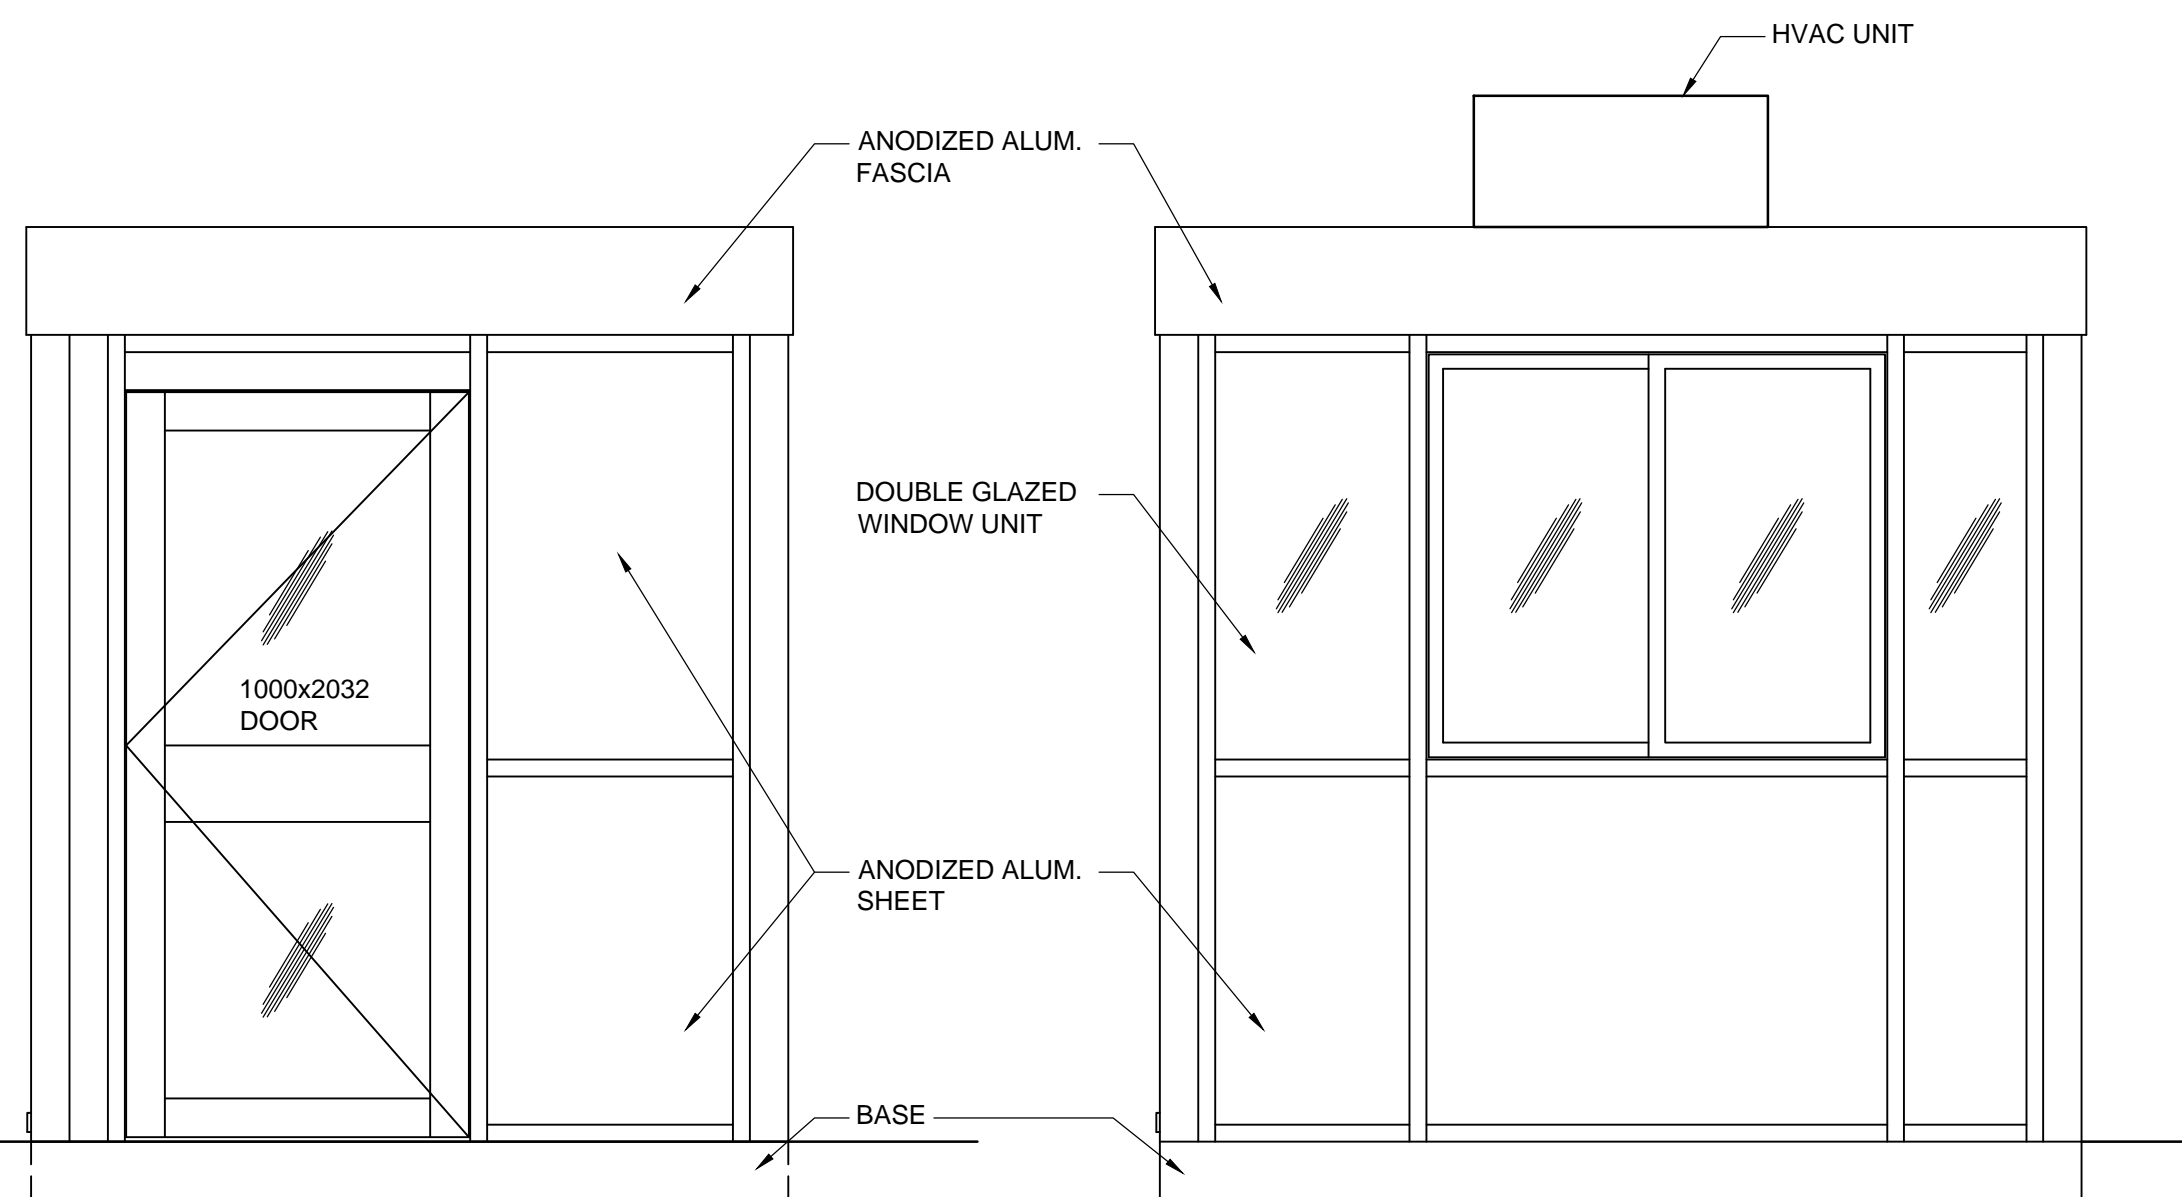 HVAC UNIT
ANODIZED ALUM.
FASCIA
DOUBLE GLAZED
WINDOW UNIT
1000x2032
DOOR
ANODIZED ALUM.
SHEET
BASE